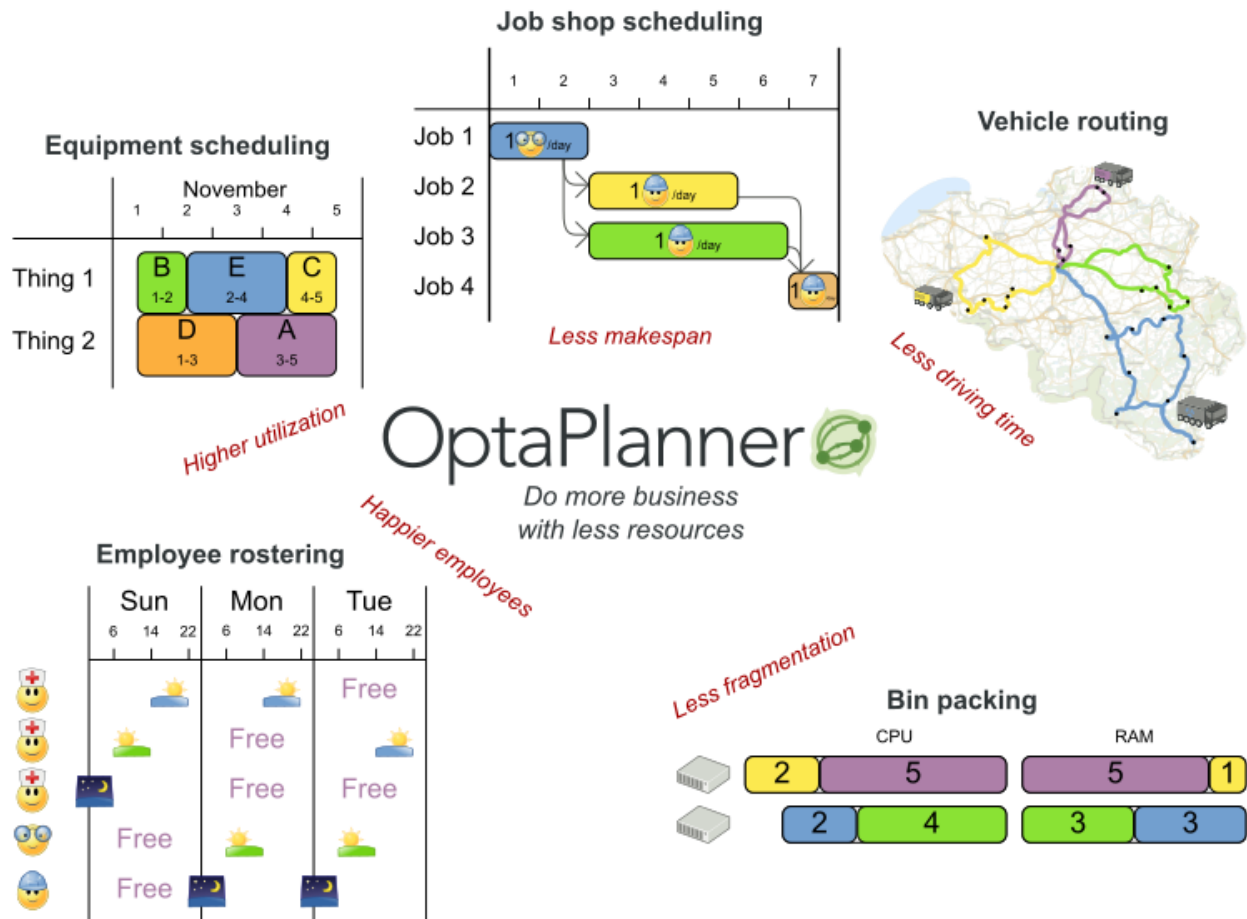 Job shop scheduling
1 2 3 4 5 6 7
Job 1
1 /day
Job 2
1 /day
Job 3
1 /day
Job 4
1
Equipment scheduling
November
1 2 3 4 5
Thing 1
B E C
1-2 2-4 4-5
Thing 2
D A
1-3 3-5
Vehicle routing
Less makespan
Less driving time
Higher utilization
OptaPlanner
Do more business
with less resources
Happier employees
Less fragmentation
Employee rostering
Sun Mon Tue
6 14 22 6 14 22 6 14 22
Free
Free
Free Free
Free
Free
Bin packing
CPU RAM
2 5 5 1
2 4 3 3